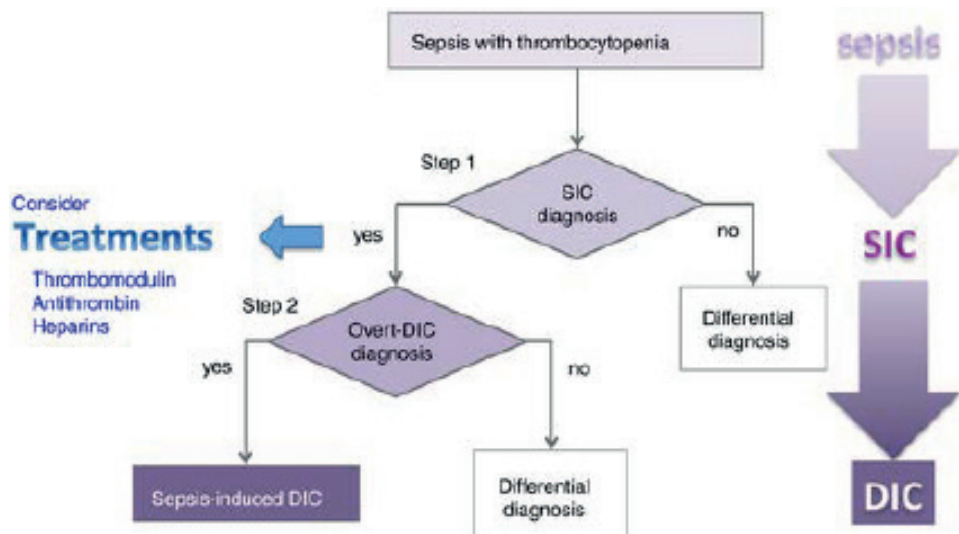 Sepsis with thrombocytopenia
sepsis
Step 1
SIC
diagnosis
Consider
Treatments
Thrombomodulin
Antithrombin
Heparins
yes
no
SIC
Step 2
Overt-DIC
diagnosis
Differential
diagnosis
yes
no
Sepsis-induced DIC
Differential
diagnosis
DIC